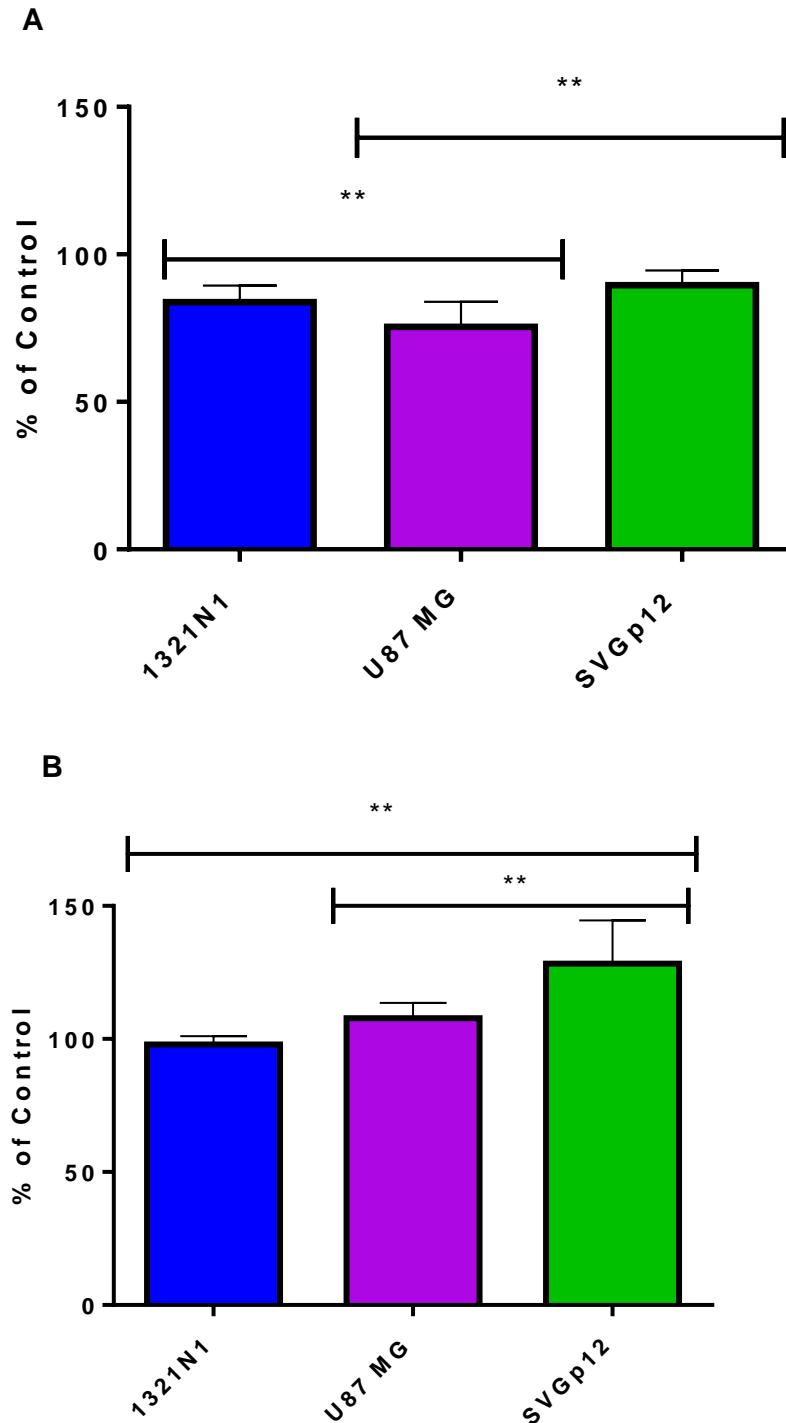 A
**
150
**
100
% of Control
50
0
1321N1
U87 MG
SVGp12
B
**
**
150
100
% of Control
50
0
1321N1
U87 MG
SVGp12